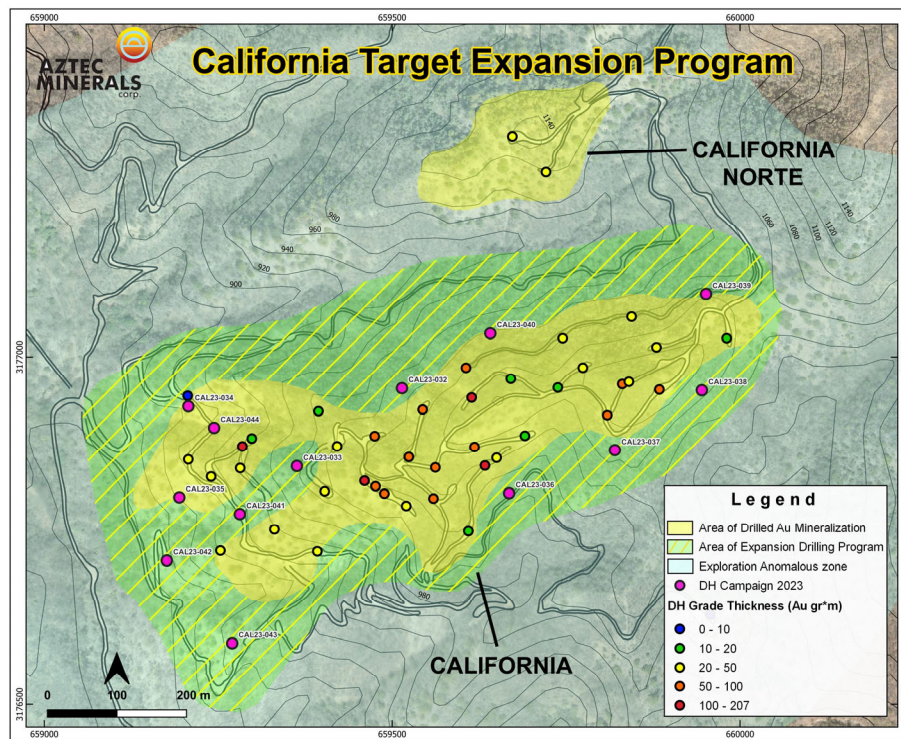 659000
659500
660000
AZTEC
MINERALS
corp.
California Target Expansion Program
1140
CALIFORNIA
NORTE
980
960
940
920
900
1060
1080
1100
1120
1140
CAL23-039
CAL23-040
3177000
CAL23-032
CAL23-038
CAL23-034
CAL23-044
CAL23-037
CAL23-033
CAL23-036
CAL23-035
CAL23-041
CAL23-042
980
CAL23-043
CALIFORNIA
Legend
Area of Drilled Au Mineralization
Area of Expansion Drilling Program
Exploration Anomalous zone
DH Campaign 2023
DH Grade Thickness (Au gr*m)
0 - 10
10 - 20
20 - 50
50 - 100
100 - 207
0 100 200 m
3176500
659000
659500
660000